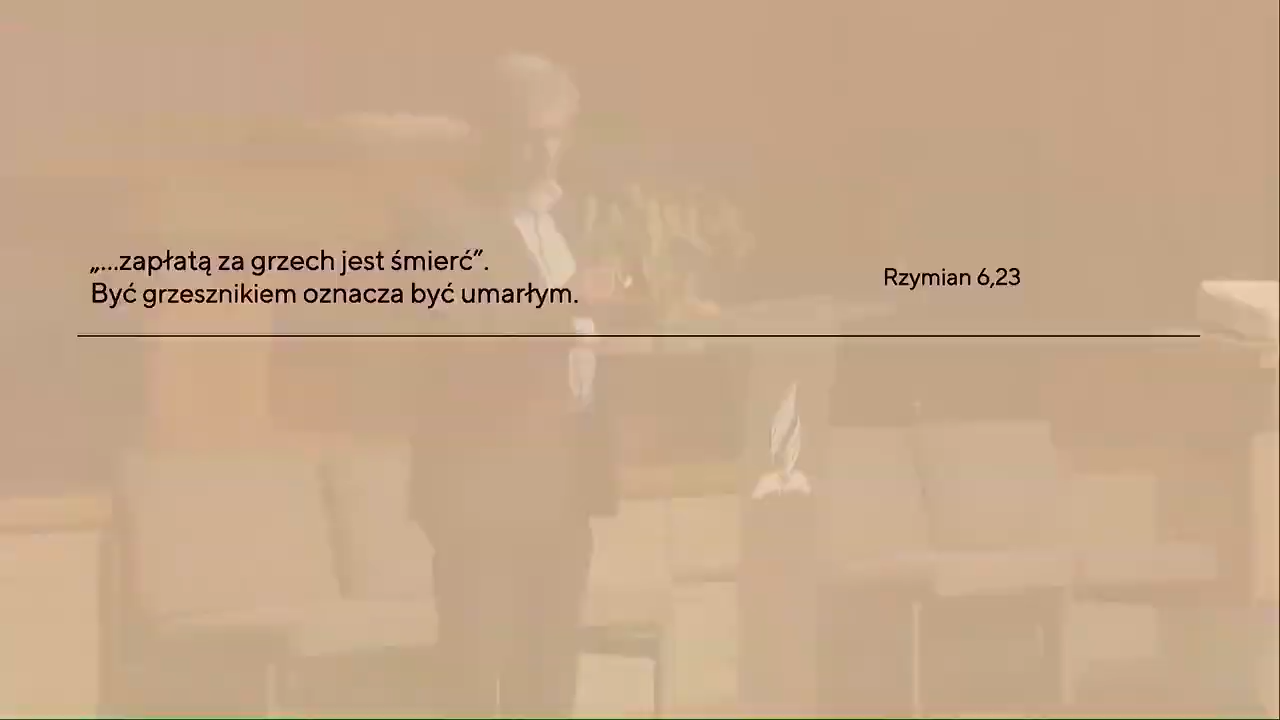 „...zapłatą za grzech jest śmierć”.
Być grzesznikiem oznacza być umarłym.
Rzymian 6,23